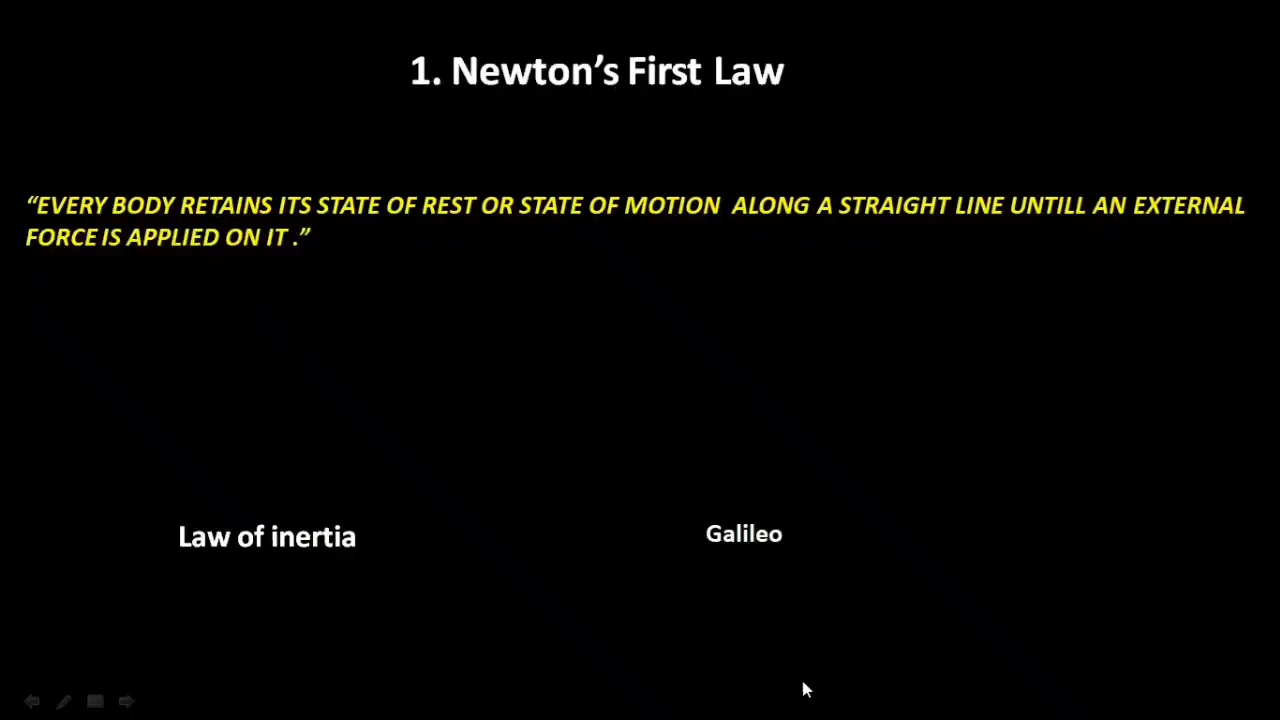 1. Newton’s First Law
“EVERY BODY RETAINS ITS STATE OF REST OR STATE OF MOTION  ALONG A STRAIGHT LINE UNTILL AN EXTERNAL
FORCE IS APPLIED ON IT .”
Law of inertia
Galileo